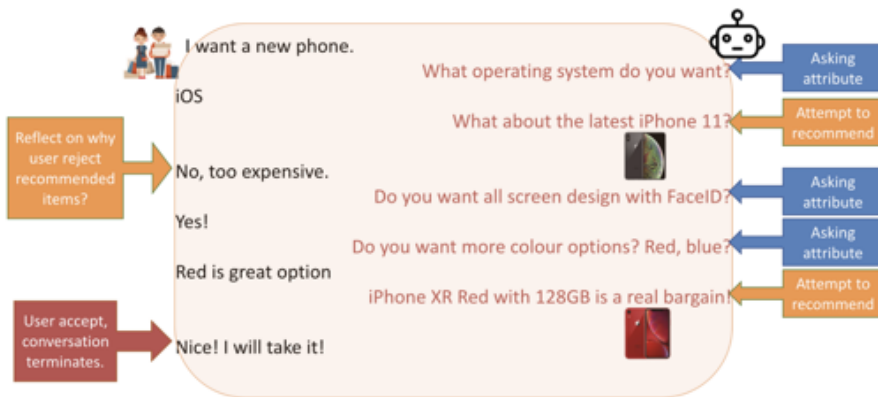 I want a new phone.
Asking
attribute
What operating system do you want?
iOS
Attempt to
recommend
What about the latest iPhone 11?
Reflect on why
user reject
recommended
items?
No, too expensive.
Asking
attribute
Do you want all screen design with FaceID?
Yes!
Asking
attribute
Do you want more colour options? Red, blue?
Red is great option
Attempt to
recommend
iPhone XR Red with 128GB is a real bargain!
User accept,
conversation
terminates.
Nice! I will take it!